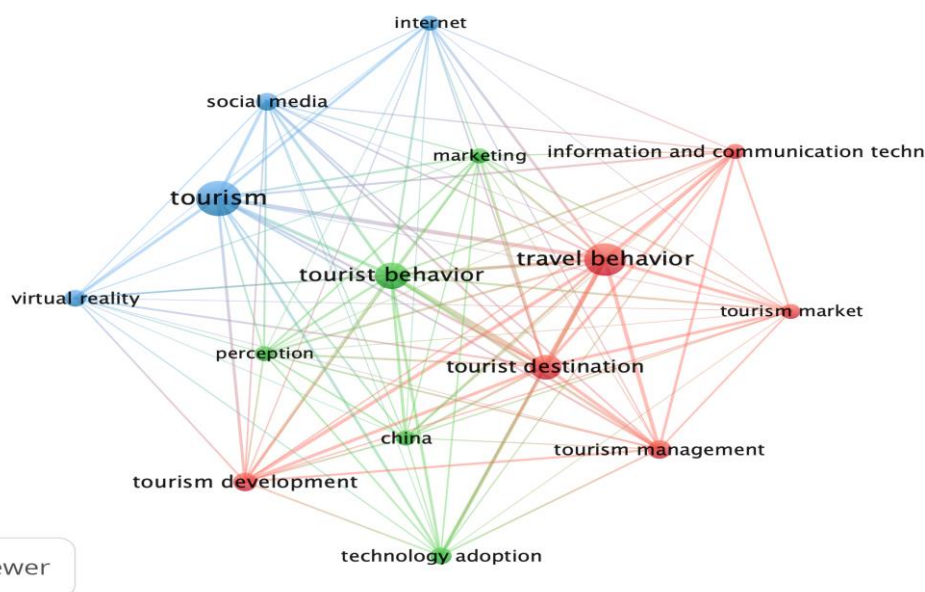 internet
social media
marketing
information and communication techn
tourism
travel behavior
tourist behavior
virtual reality
tourism market
perception
tourist destination
china
tourism management
tourism development
technology adoption
ewer